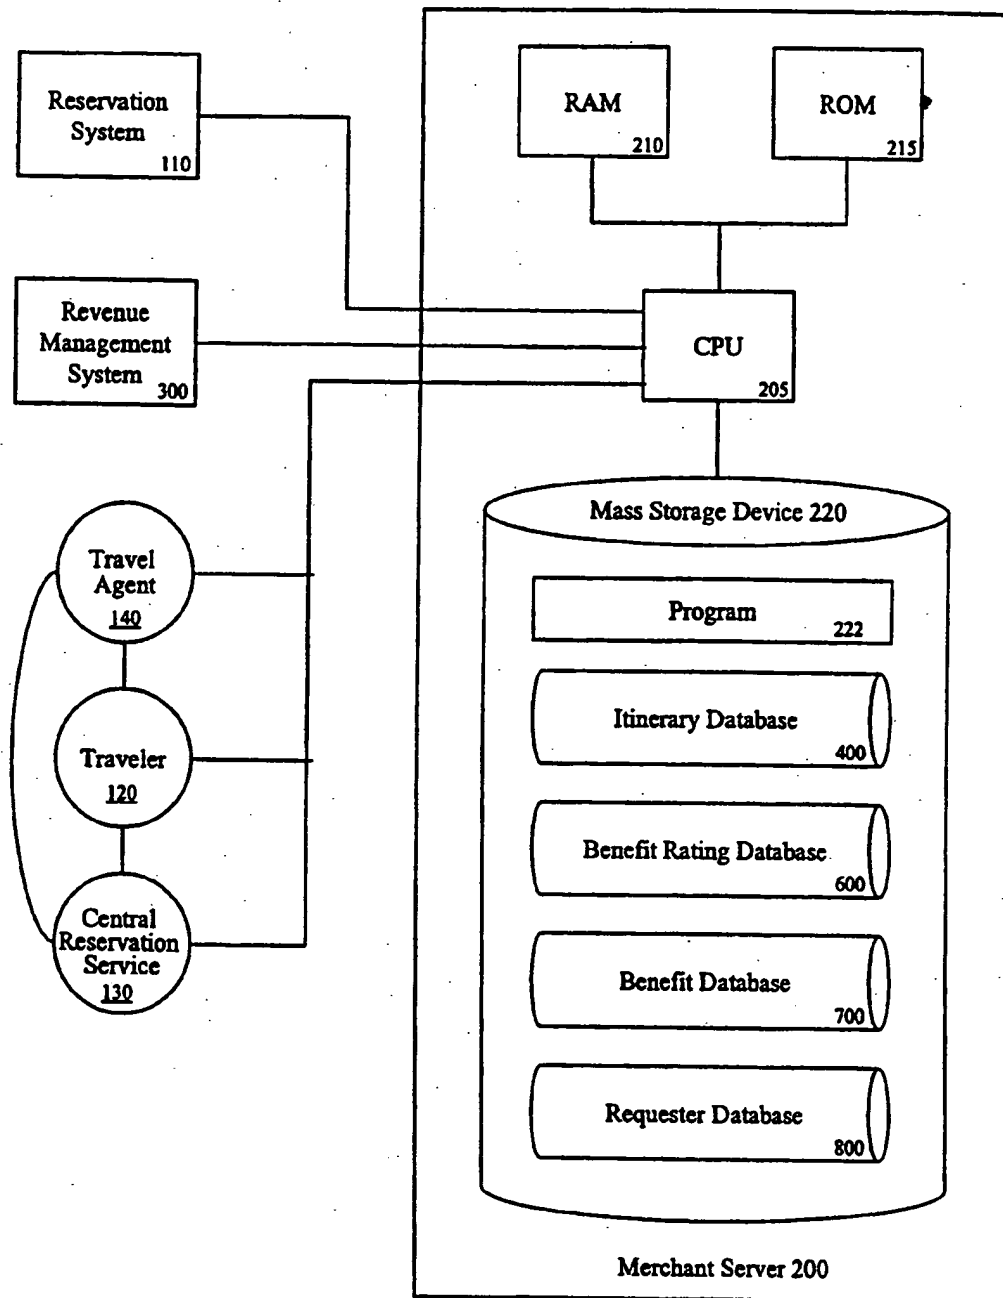 Reservation
System
110
RAM
210
ROM
215
Revenue
Management
System
300
CPU
205
Mass Storage Device 220
Travel
Agent
140
Program
222
Traveler
120
Itinerary Database
400
Benefit Rating Database
600
Central
Reservation
Service
130
Benefit Database
700
Requester Database
800
Merchant Server 200